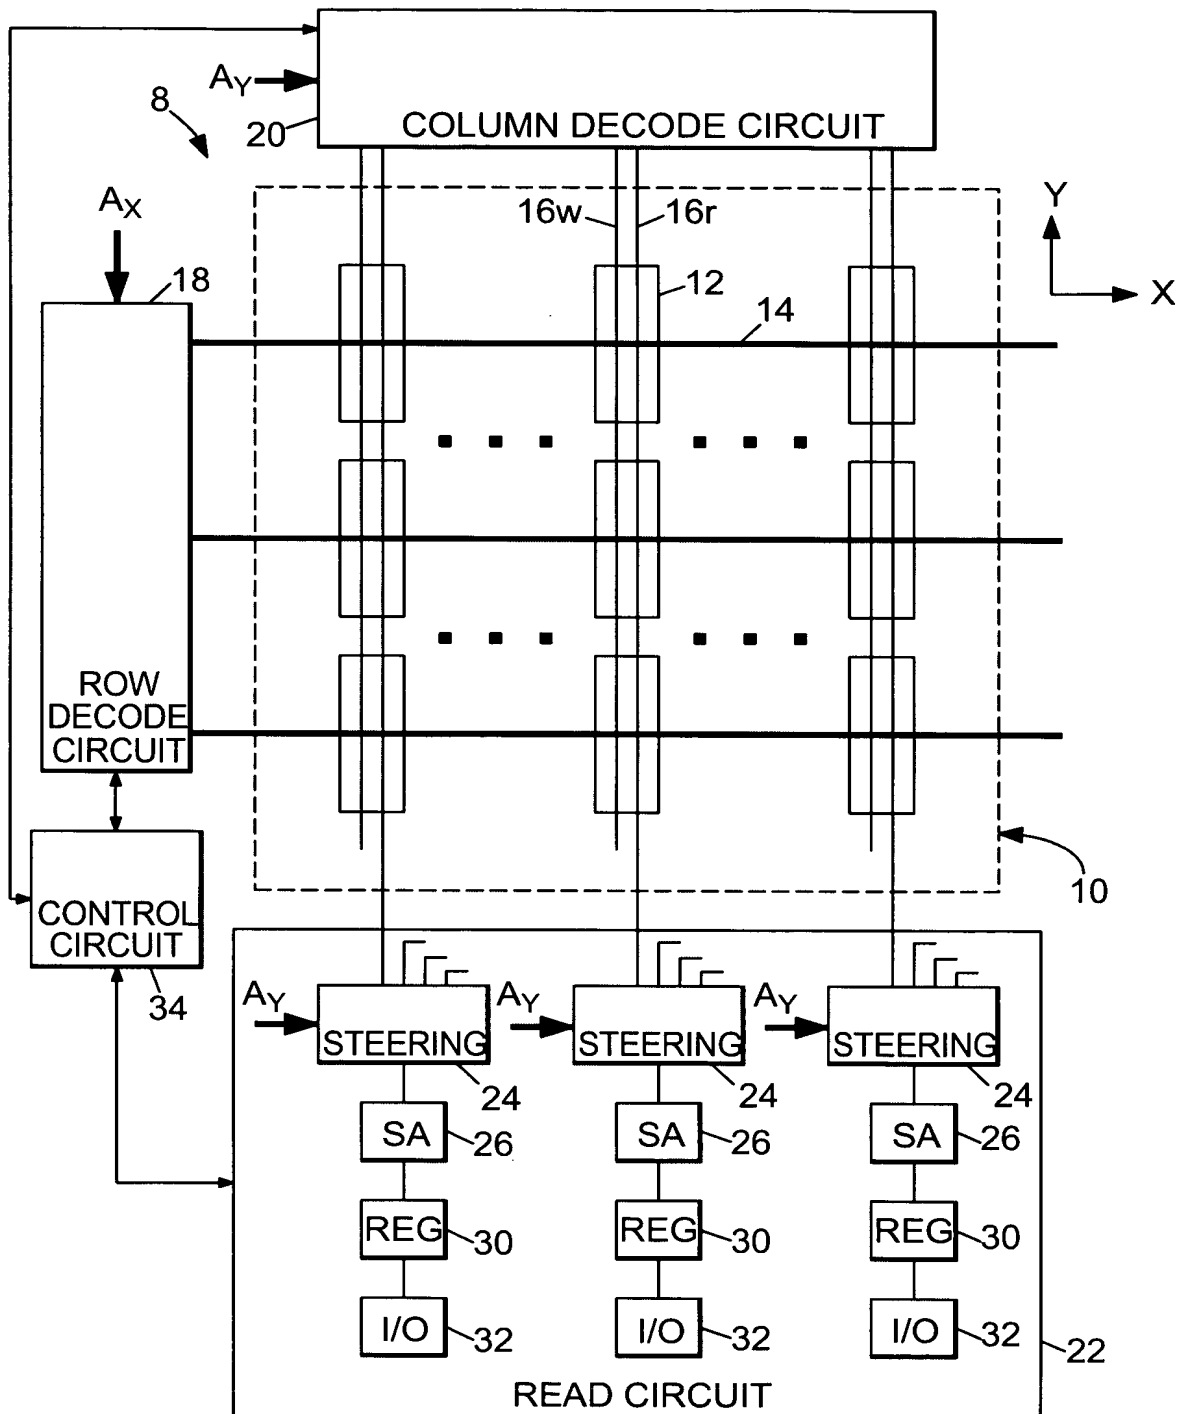 AY
8
20
COLUMN DECODE CIRCUIT
AX
16w
16r
Y
X
18
12
14
ROW
DECODE
CIRCUIT
10
CONTROL
CIRCUIT
34
AY
AY
AY
STEERING
STEERING
STEERING
24
24
24
SA
26
SA
26
SA
26
REG
30
REG
30
REG
30
I/O
32
I/O
32
I/O
32
22
READ CIRCUIT